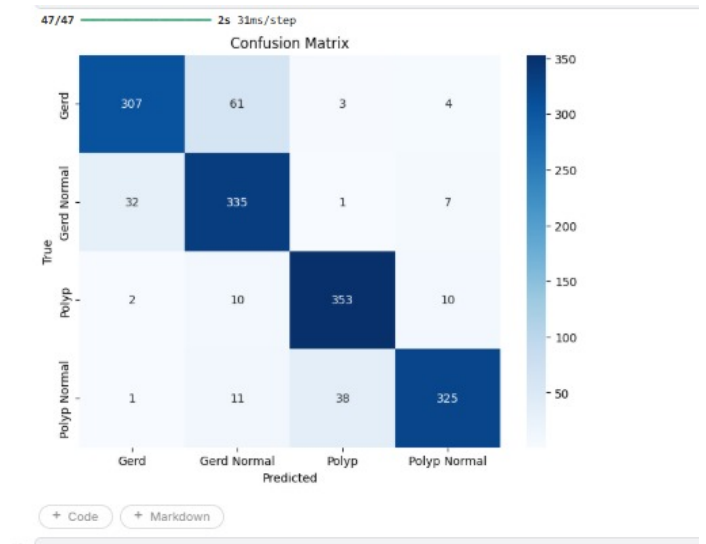 47/47 2s 31ms/step
Confusion Matrix
True
Gerd 307 61 3 4
Gerd Normal 32 335 1 7
Polyp 2 10 353 10
Polyp Normal 1 11 38 325
Gerd Gerd Normal Polyp Polyp Normal
Predicted
350
300
250
200
150
100
50
+ Code + Markdown